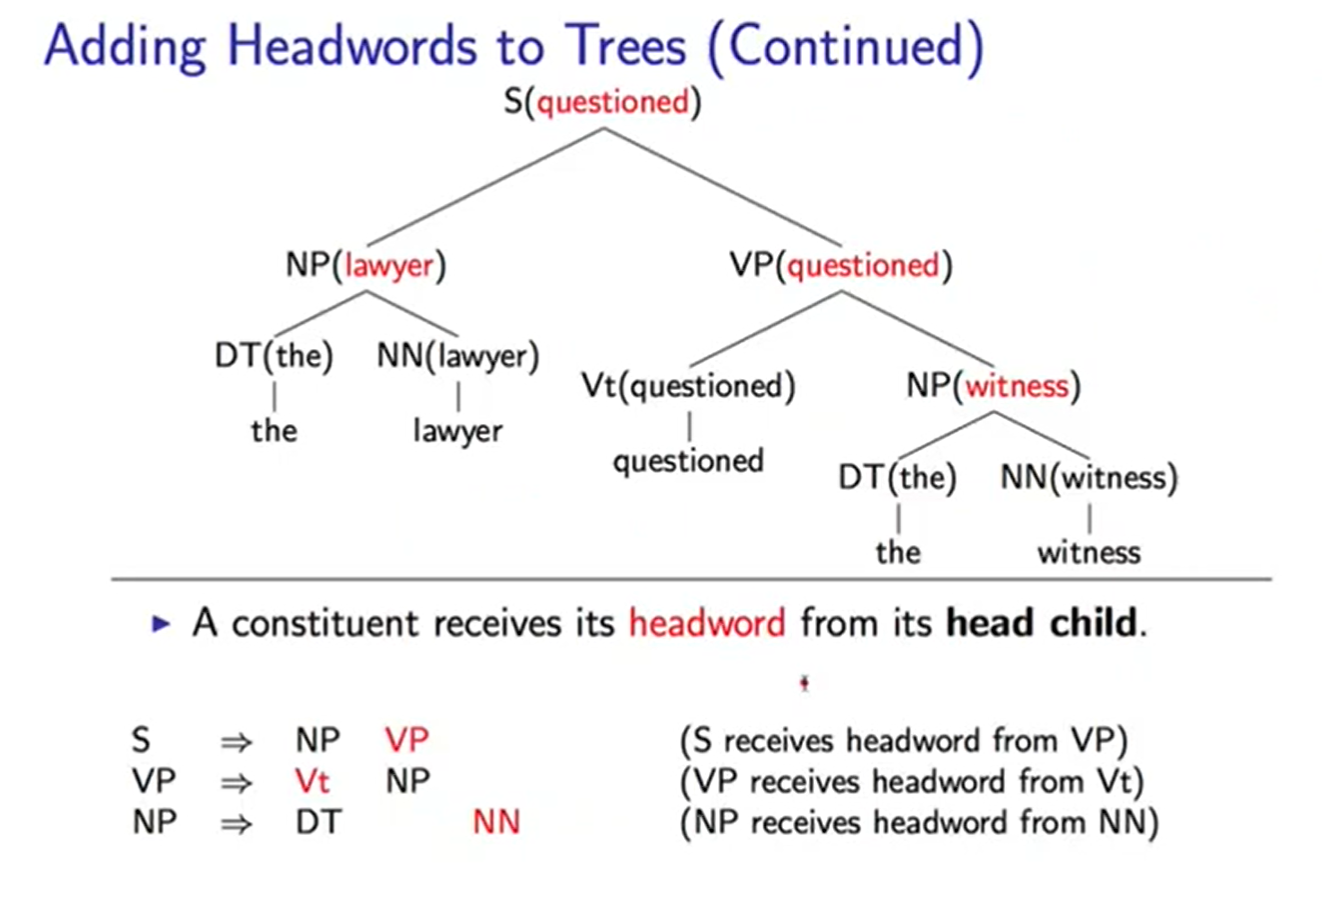 Adding Headwords to Trees (Continued)
S(questioned)
NP(lawyer) VP(questioned)
DT(the) NN(lawyer) Vt(questioned) NP(witness)
the lawyer questioned DT(the) NN(witness)
the witness
▶ A constituent receives its headword from its head child.
S ⇒ NP VP (S receives headword from VP)
VP ⇒ Vt NP (VP receives headword from Vt)
NP ⇒ DT NN (NP receives headword from NN)